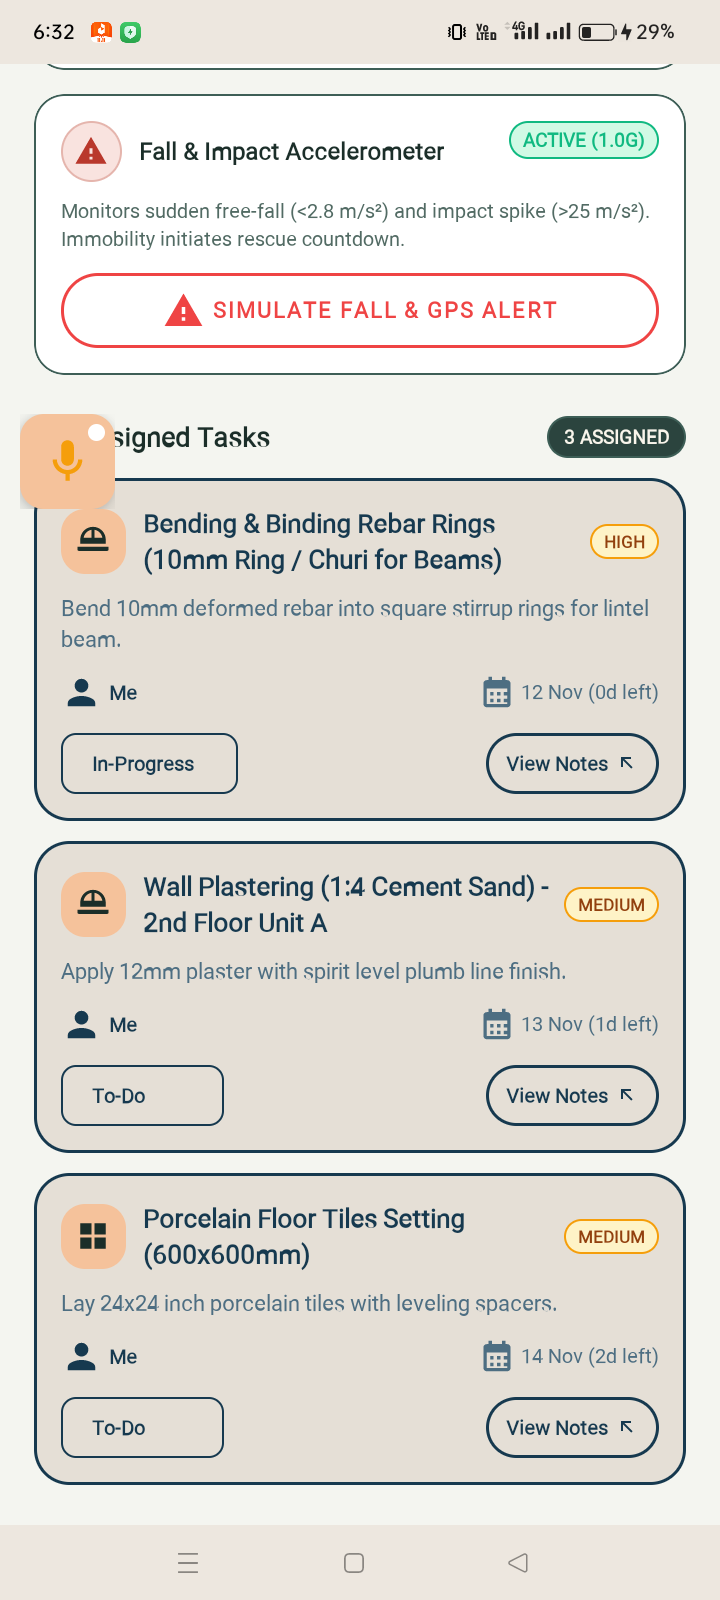 6:32
Vo LTE 4G 29%
Fall & Impact Accelerometer
ACTIVE (1.0G)
Monitors sudden free-fall (<2.8 m/s²) and impact spike (>25 m/s²).
Immobility initiates rescue countdown.
SIMULATE FALL & GPS ALERT
signed Tasks
3 ASSIGNED
Bending & Binding Rebar Rings
(10mm Ring / Churi for Beams)
HIGH
Bend 10mm deformed rebar into square stirrup rings for lintel
beam.
Me
12 Nov (0d left)
In-Progress
View Notes
Wall Plastering (1:4 Cement Sand) -
2nd Floor Unit A
MEDIUM
Apply 12mm plaster with spirit level plumb line finish.
Me
13 Nov (1d left)
To-Do
View Notes
Porcelain Floor Tiles Setting
(600x600mm)
MEDIUM
Lay 24x24 inch porcelain tiles with leveling spacers.
Me
14 Nov (2d left)
To-Do
View Notes